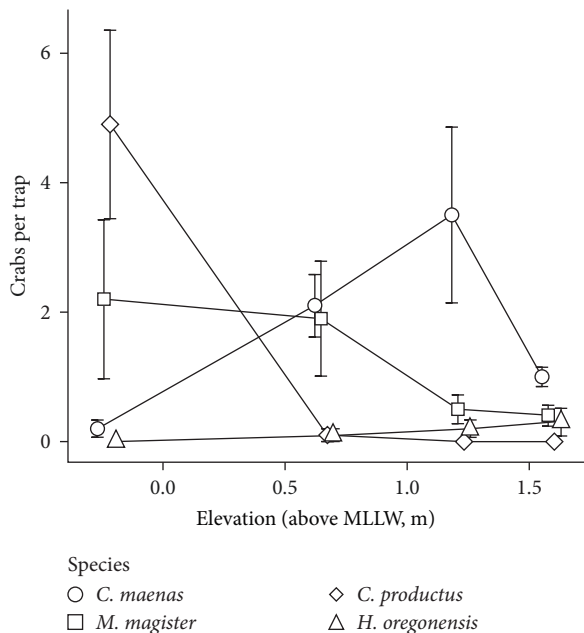 6
4
2
0
Crabs per trap
0.0 0.5 1.0 1.5
Elevation (above MLLW, m)
Species
C. maenas C. productus
M. magister H. oregonensis